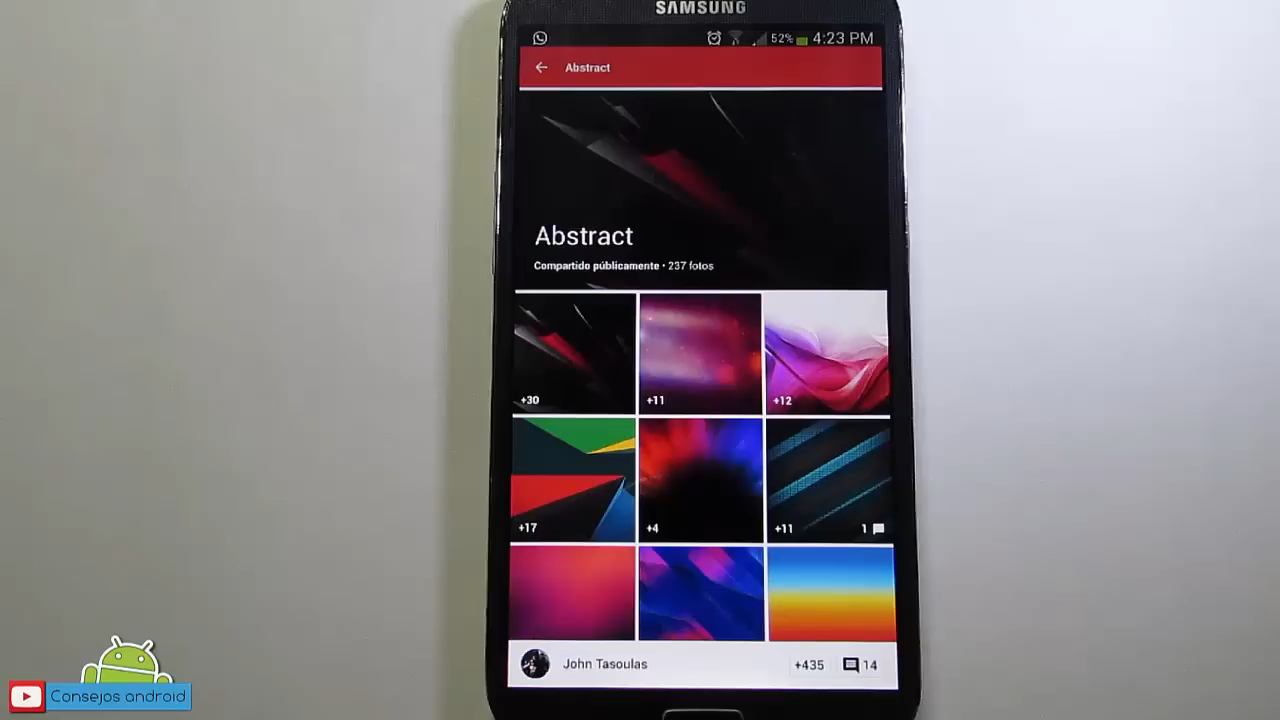 SAMSUNG
52% 4:23 PM
Abstract
Abstract
Compartido públicamente • 237 fotos
+30
+11
+12
+17
+4
+11
1
John Tasoulas
+435
14
Consejos android